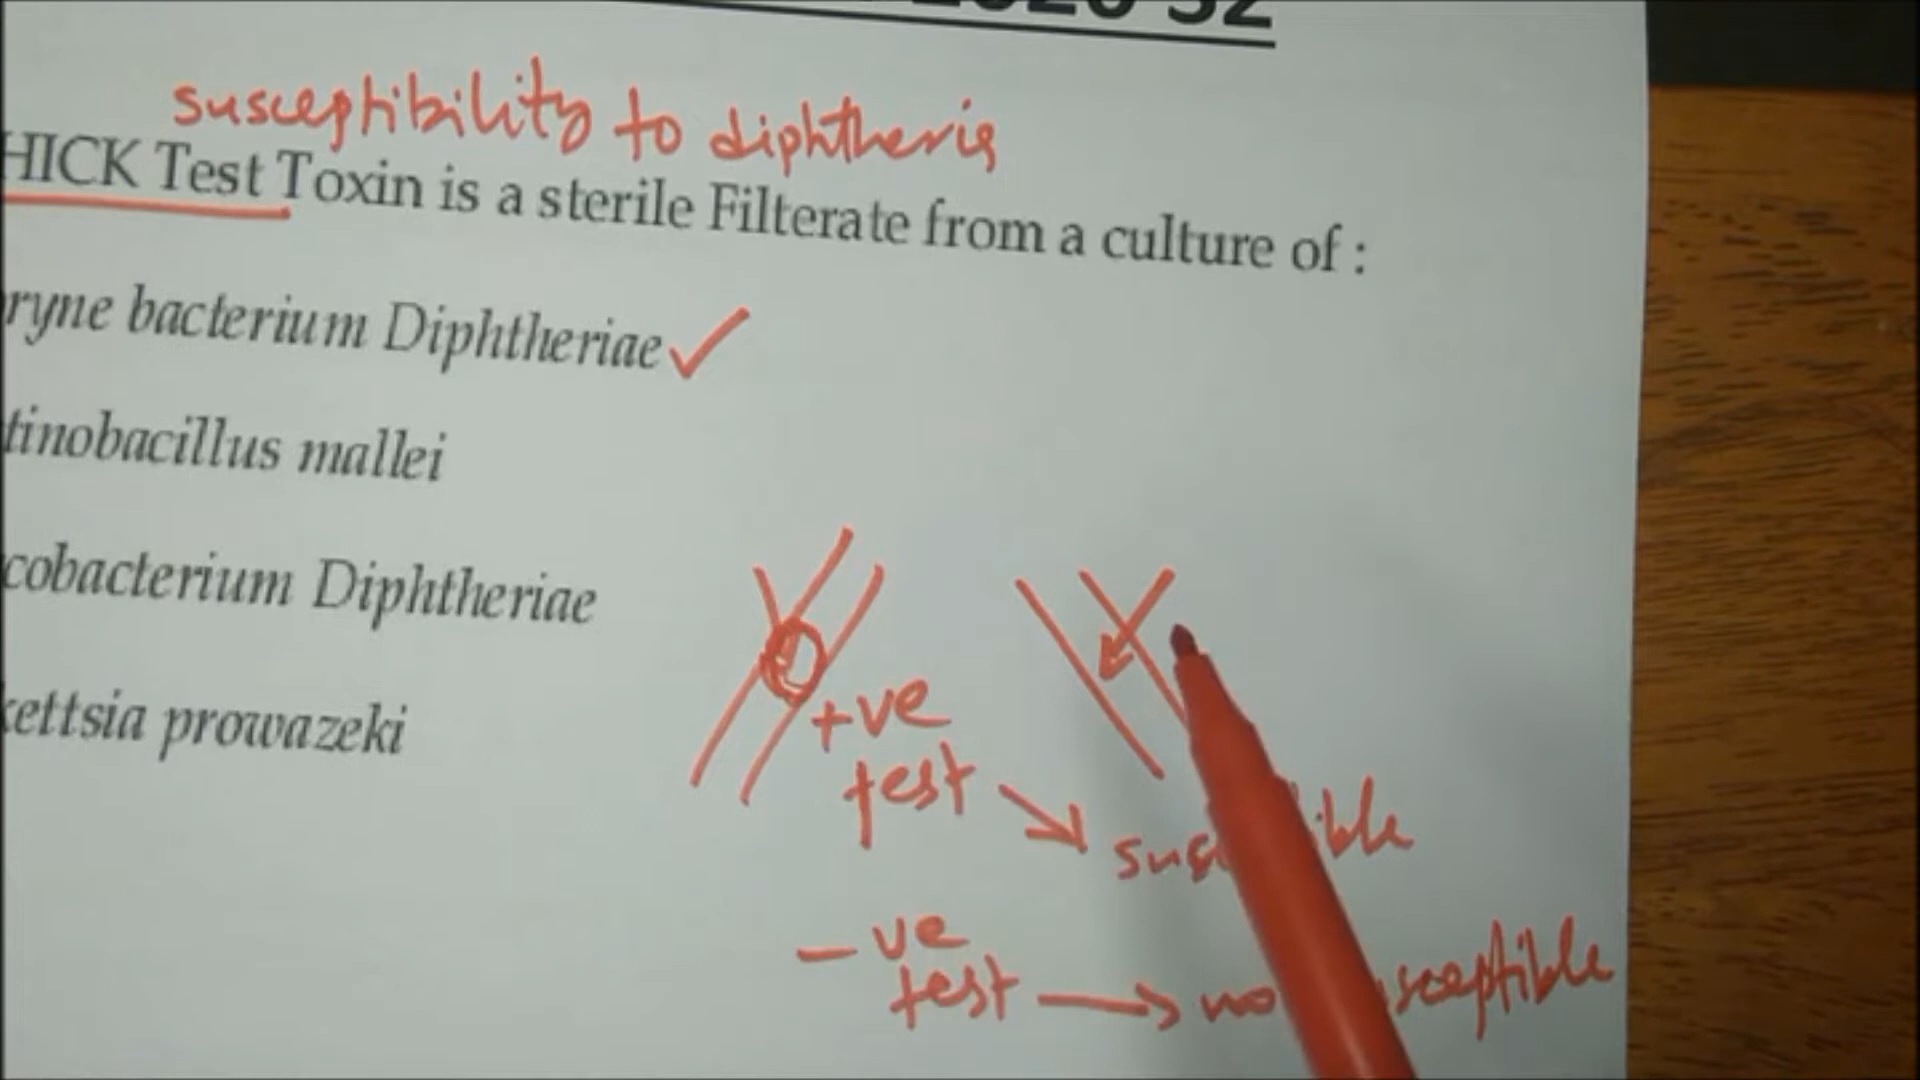 susceptibility to diphtheria
HICK Test Toxin is a sterile Filterate from a culture of :
ryne bacterium Diphtheriae
tinobacillus mallei
cobacterium Diphtheriae
kettsia prowazeki
+ve
test
-ve
test